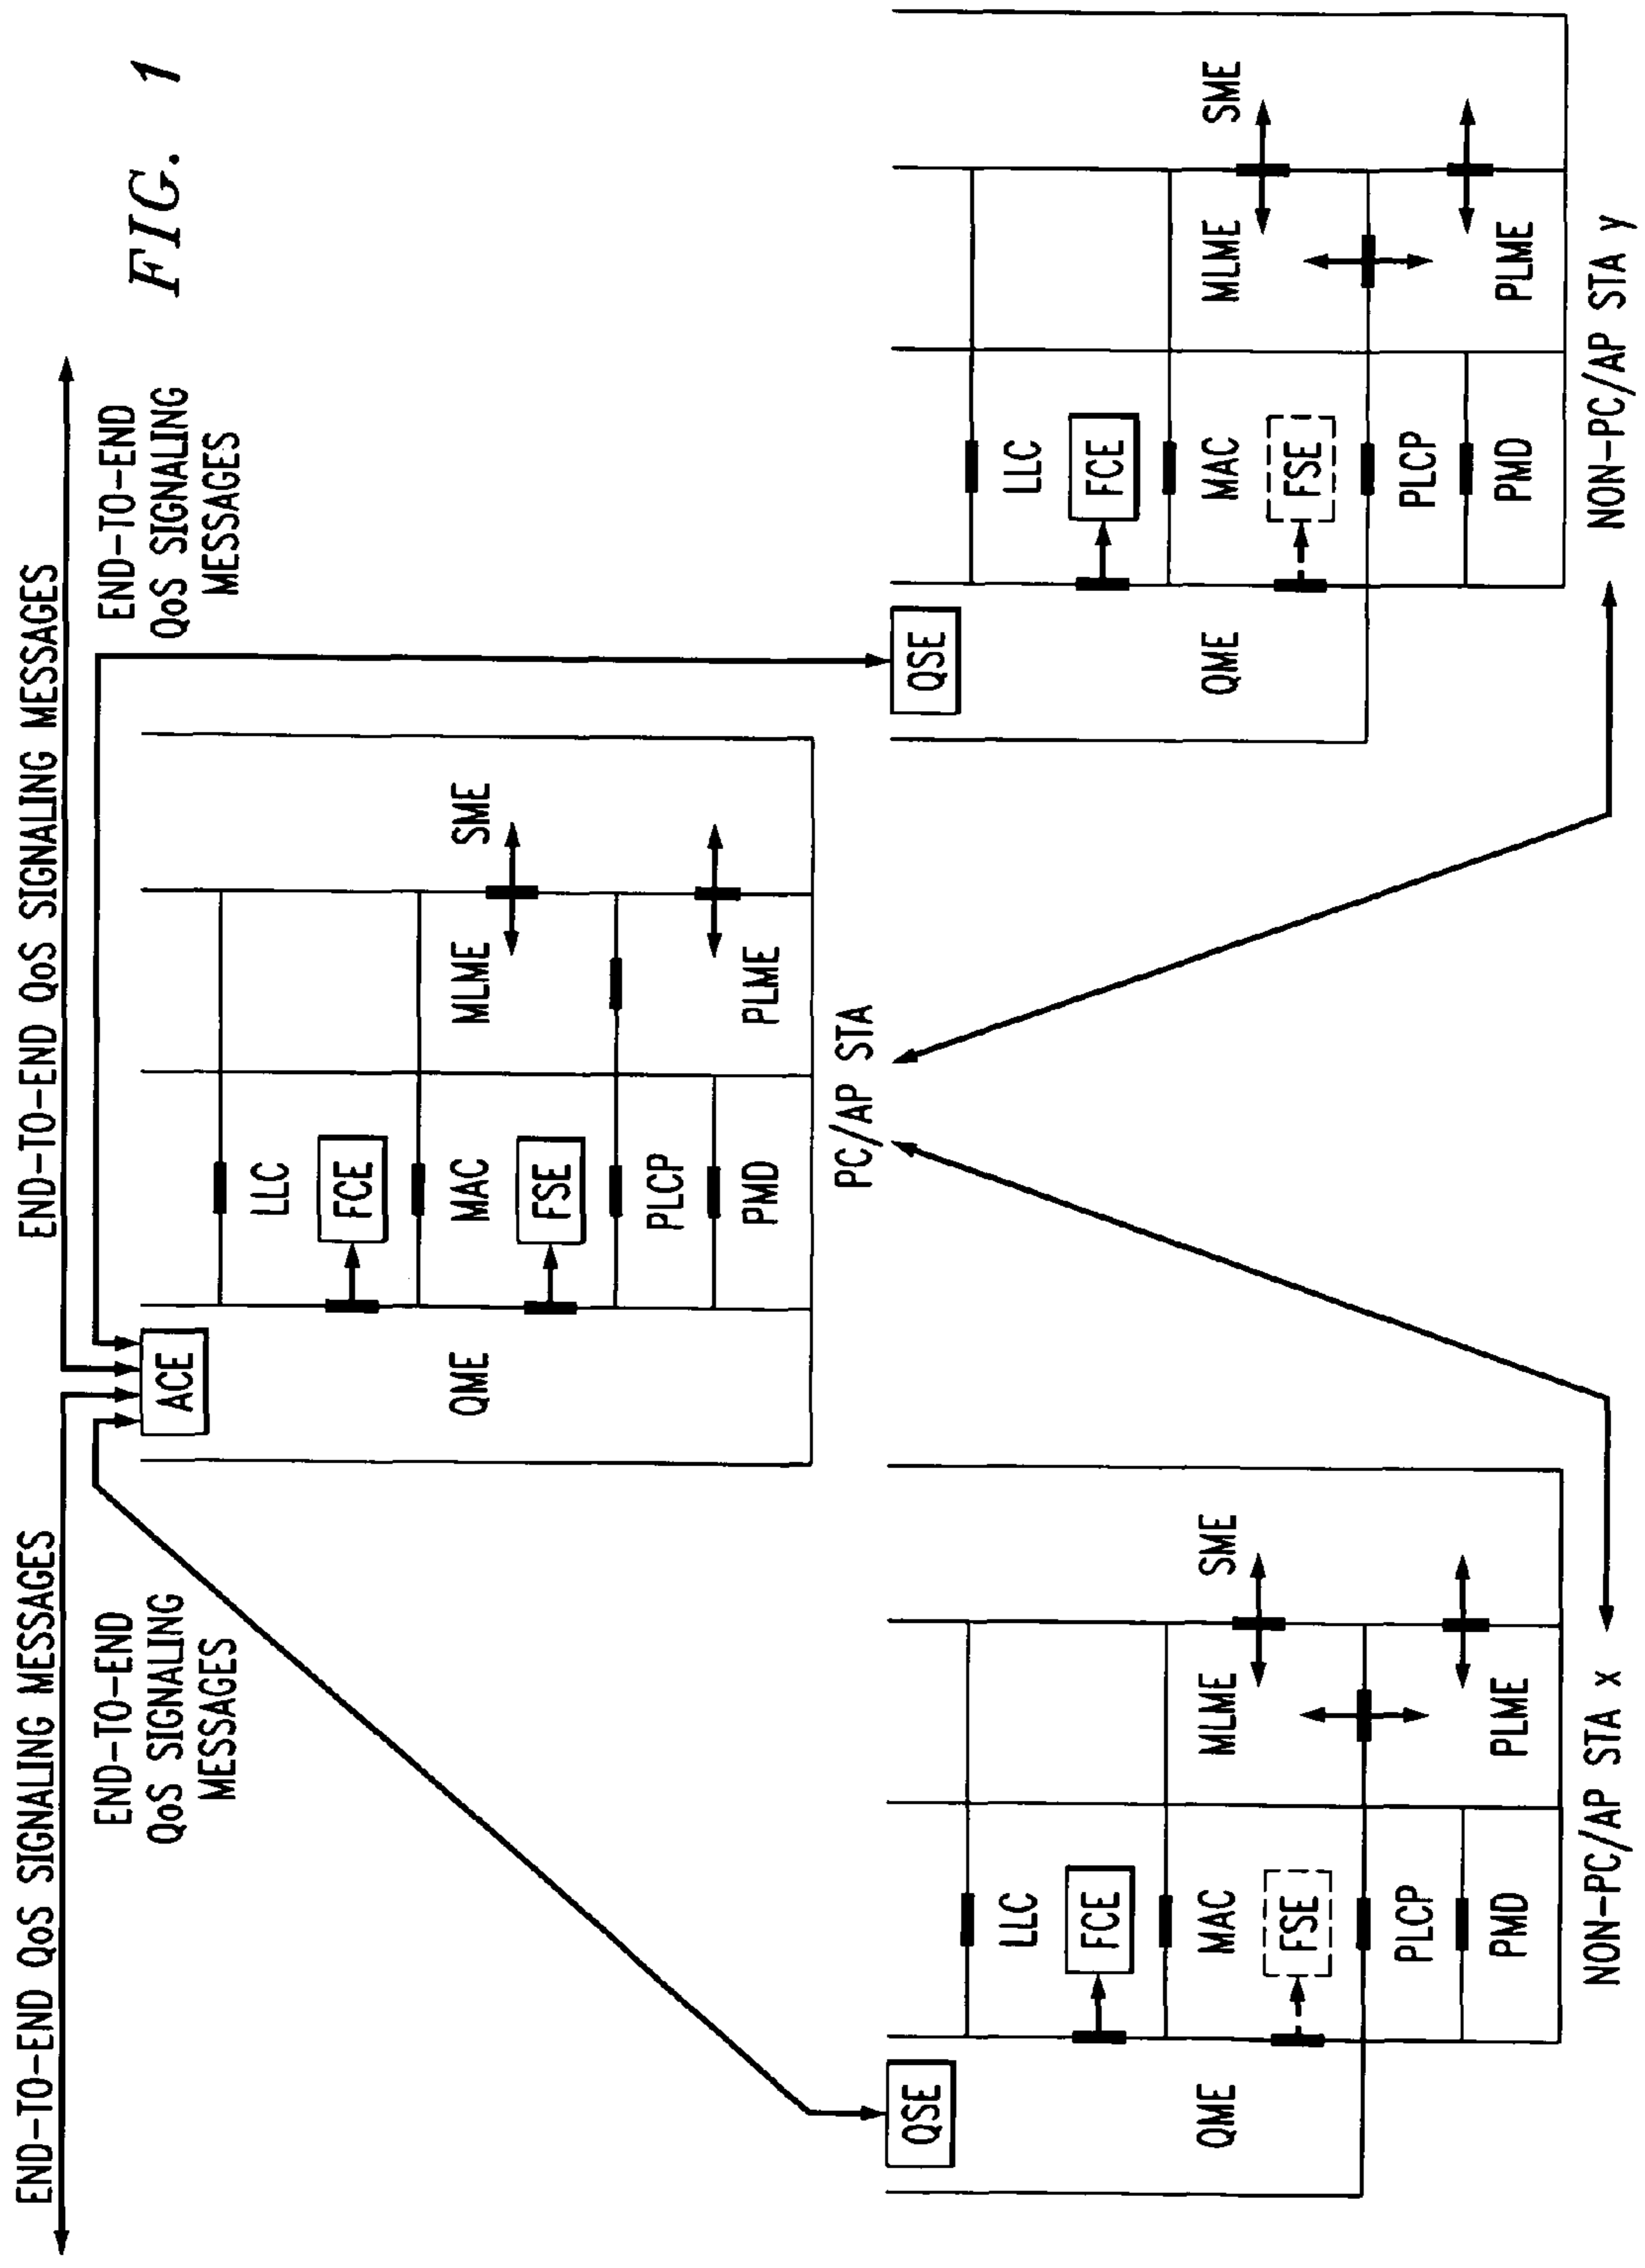 FIG. 1
END-TO-END QoS SIGNALING MESSAGES
END-TO-END QoS SIGNALING MESSAGES
END-TO-END
QoS SIGNALING
MESSAGES
END-TO-END
QoS SIGNALING
MESSAGES
ACE
QME
LLC
FCE
MAC
FSE
PLCP
PMD
MLME
SME
PLME
PC/AP STA
QSE
QME
LLC
FCE
MAC
FSE
PLCP
PMD
MLME
SME
PLME
NON-PC/AP STA x
QSE
QME
LLC
FCE
MAC
FSE
PLCP
PMD
MLME
SME
PLME
NON-PC/AP STA y